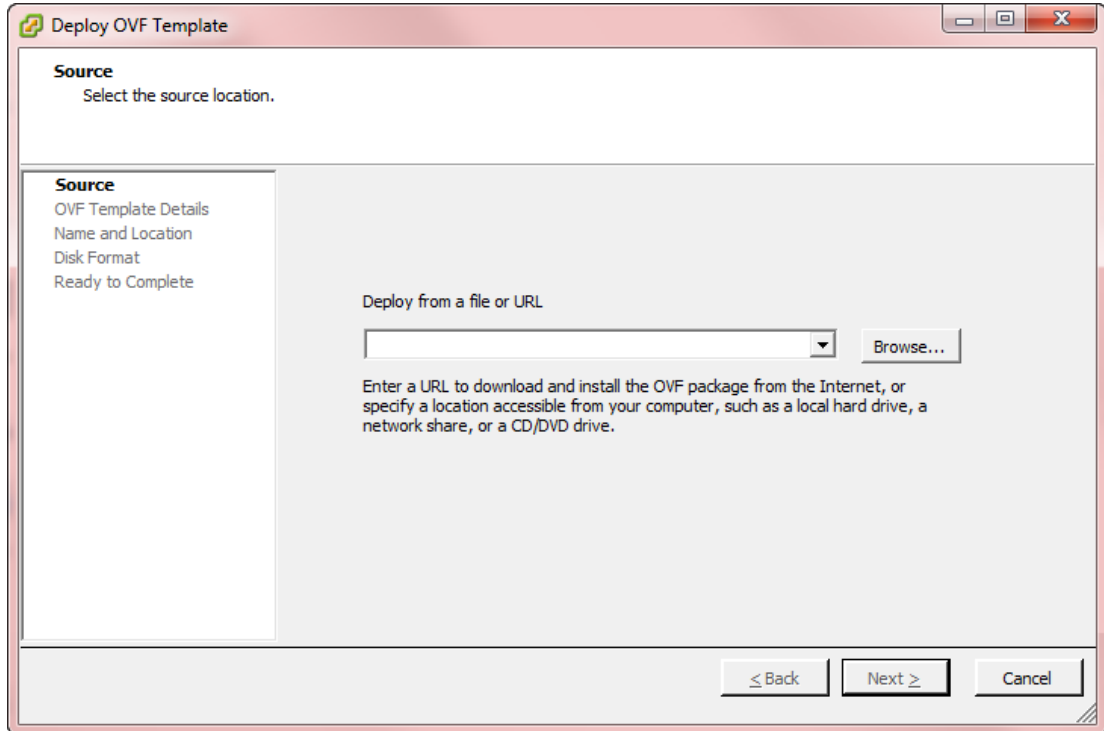 Deploy OVF Template
Source
Select the source location.
Source
OVF Template Details
Name and Location
Disk Format
Ready to Complete
Deploy from a file or URL
Browse...
Enter a URL to download and install the OVF package from the Internet, or
specify a location accessible from your computer, such as a local hard drive, a
network share, or a CD/DVD drive.
< Back
Next >
Cancel